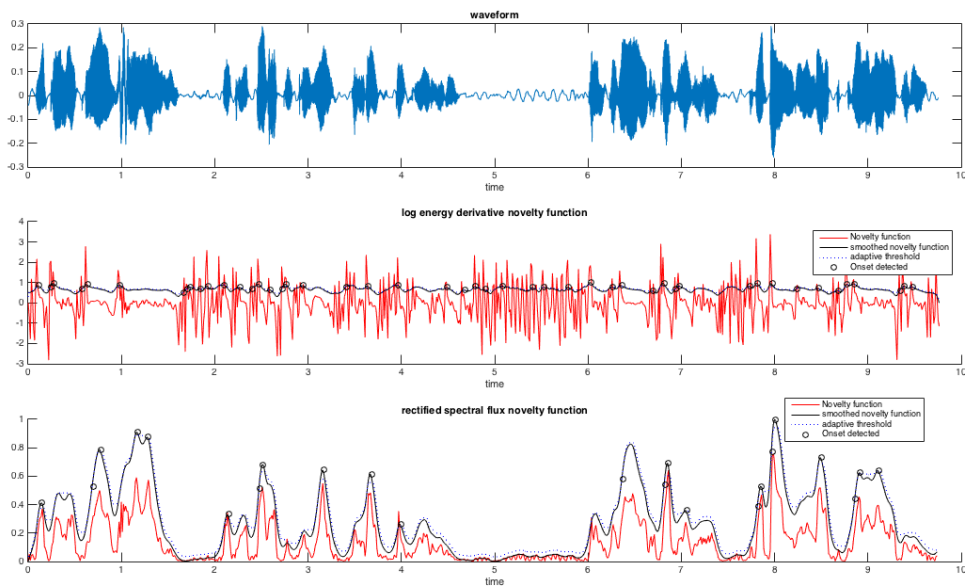 waveform
0.3
0.2
0.1
0
-0.1
-0.2
-0.3
0 1 2 3 4 5 6 7 8 9 10
time
log energy derivative novelty function
4
3
2
1
0
-1
-2
-3
0 1 2 3 4 5 6 7 8 9 10
time
Novelty function
smoothed novelty function
adaptive threshold
Onset detected
rectified spectral flux novelty function
1
0.8
0.6
0.4
0.2
0
0 1 2 3 4 5 6 7 8 9 10
time
Novelty function
smoothed novelty function
adaptive threshold
Onset detected